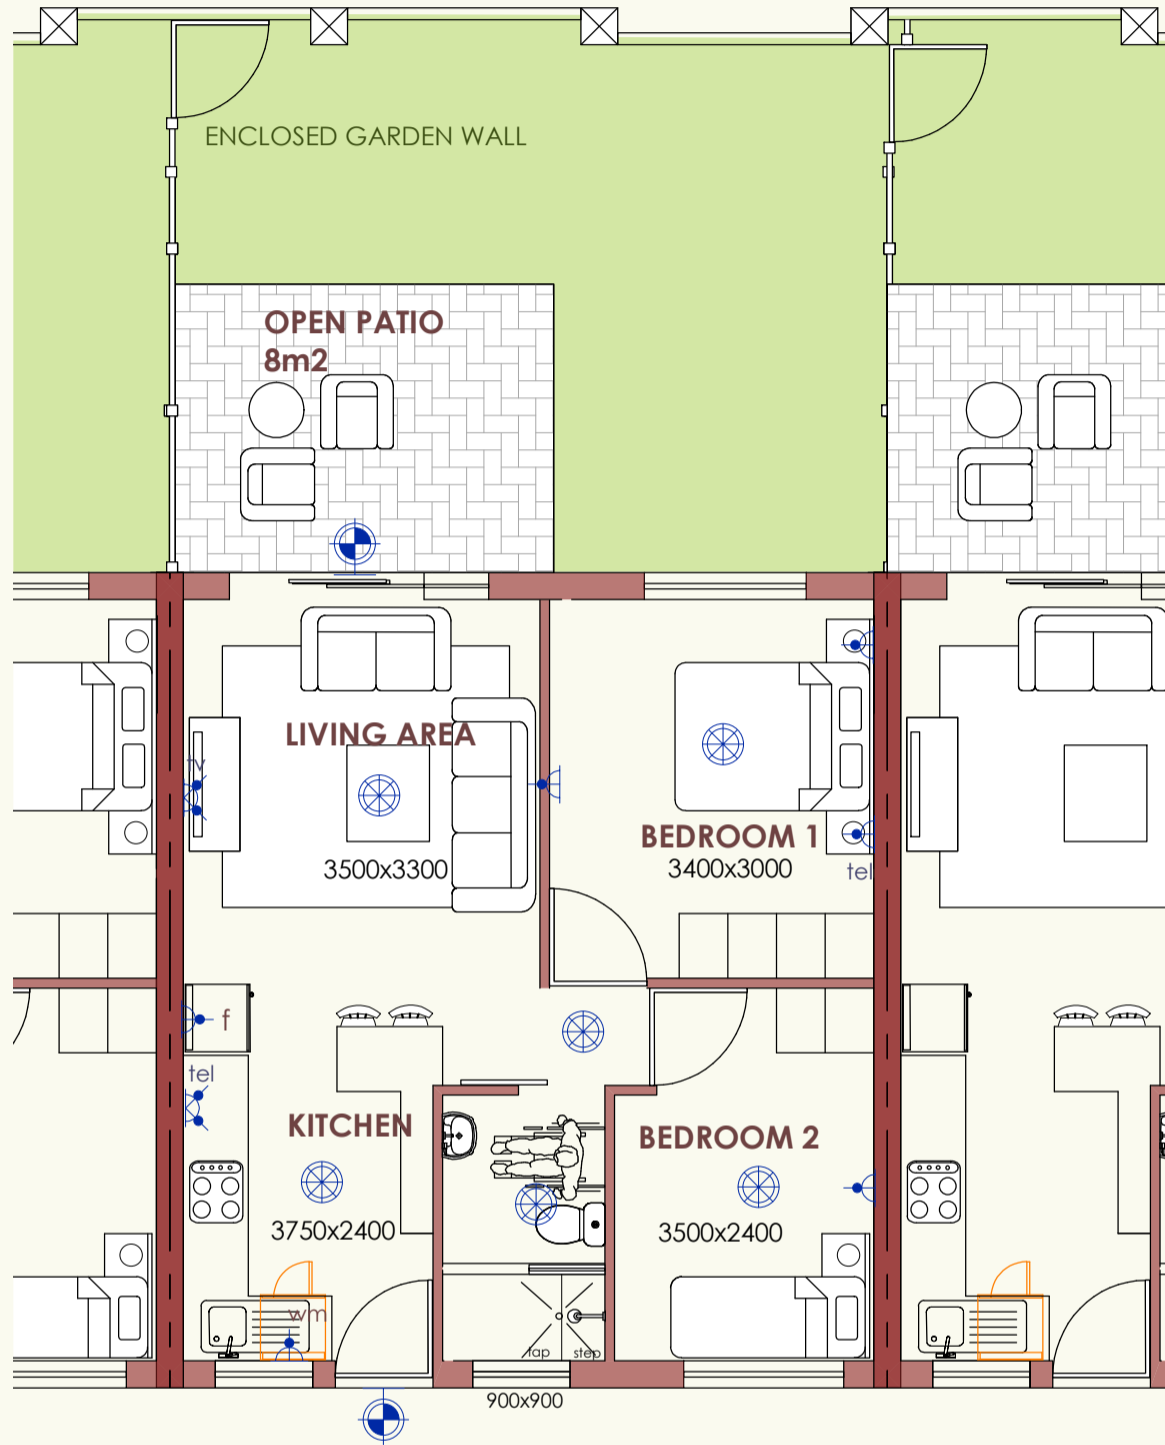 ENCLOSED GARDEN WALL
OPEN PATIO
8m2
LIVING AREA
tv
3500x3300
BEDROOM 1
3400x3000
tel
f
tel
KITCHEN
3750x2400
BEDROOM 2
3500x2400
wm
tap
step
900x900